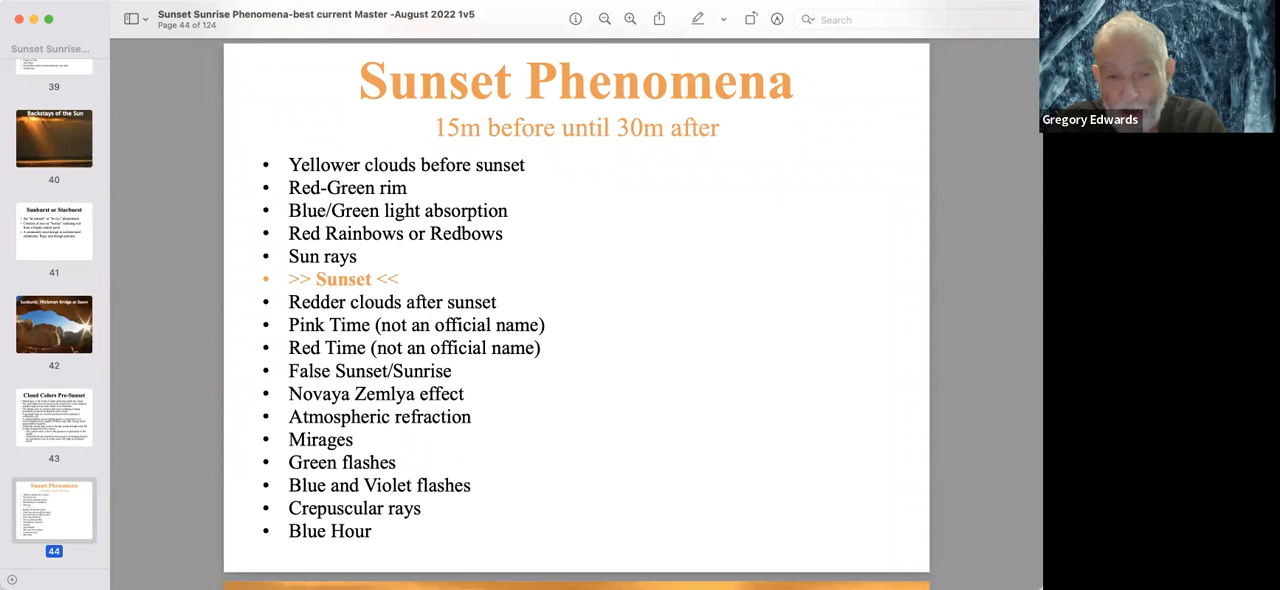 Sunset Sunrise Phenomena-best current Master -August 2022 1v5
Page 44 of 124
Search
Sunset Sunrise...
39
Backstays of the Sun
40
Sunburst or Starburst
41
Sunburst: Hickman Bridge at Dawn
42
Cloud Colors Pre-Sunset
43
Sunset Phenomena
44
Sunset Phenomena
15m before until 30m after
• Yellower clouds before sunset
• Red-Green rim
• Blue/Green light absorption
• Red Rainbows or Redbows
• Sun rays
• >> Sunset <<
• Redder clouds after sunset
• Pink Time (not an official name)
• Red Time (not an official name)
• False Sunset/Sunrise
• Novaya Zemlya effect
• Atmospheric refraction
• Mirages
• Green flashes
• Blue and Violet flashes
• Crepuscular rays
• Blue Hour
Gregory Edwards